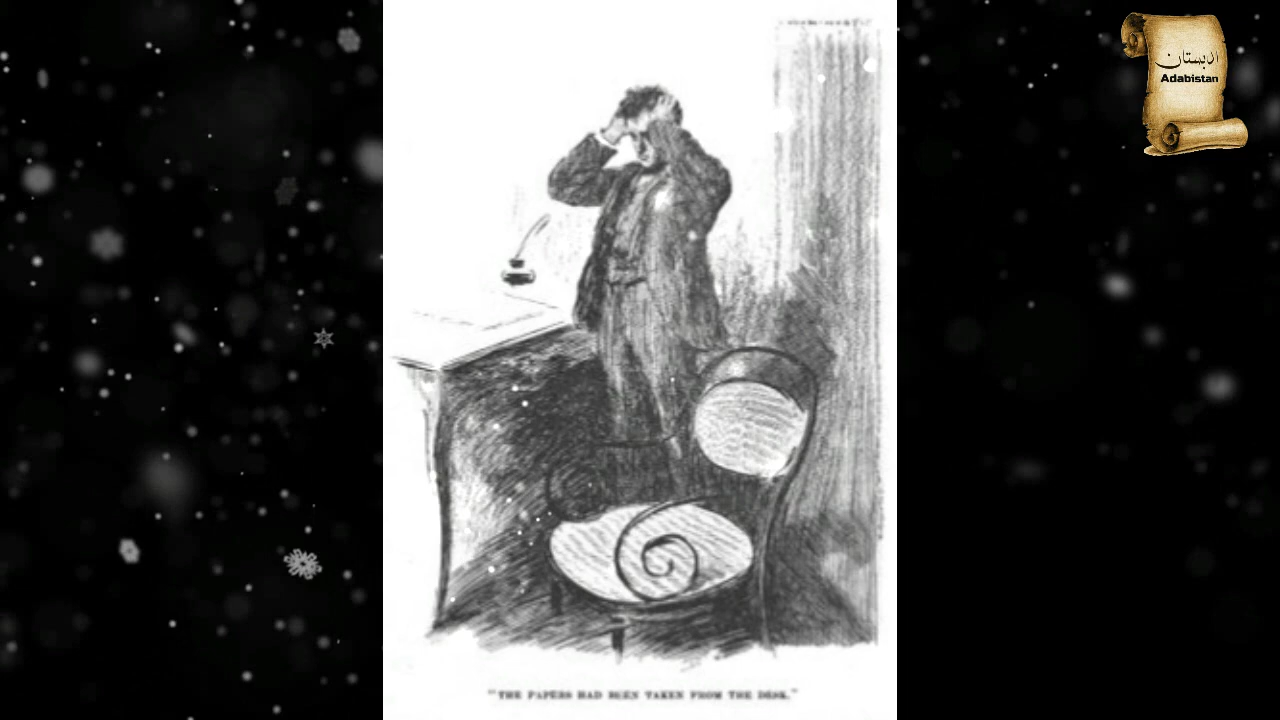 ادبستان
Adabistan
"THE PAPERS HAD BEEN TAKEN FROM THE DESK."